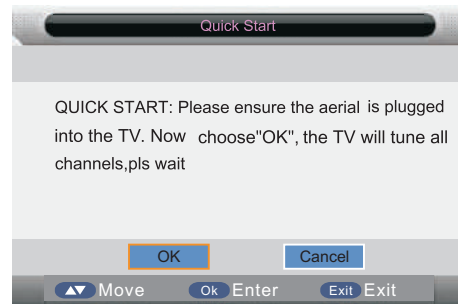 Quick Start
QUICK START: Please ensure the aerial is plugged
into the TV. Now choose"OK", the TV will tune all
channels,pls wait
OK Cancel
Move Ok Enter Exit Exit